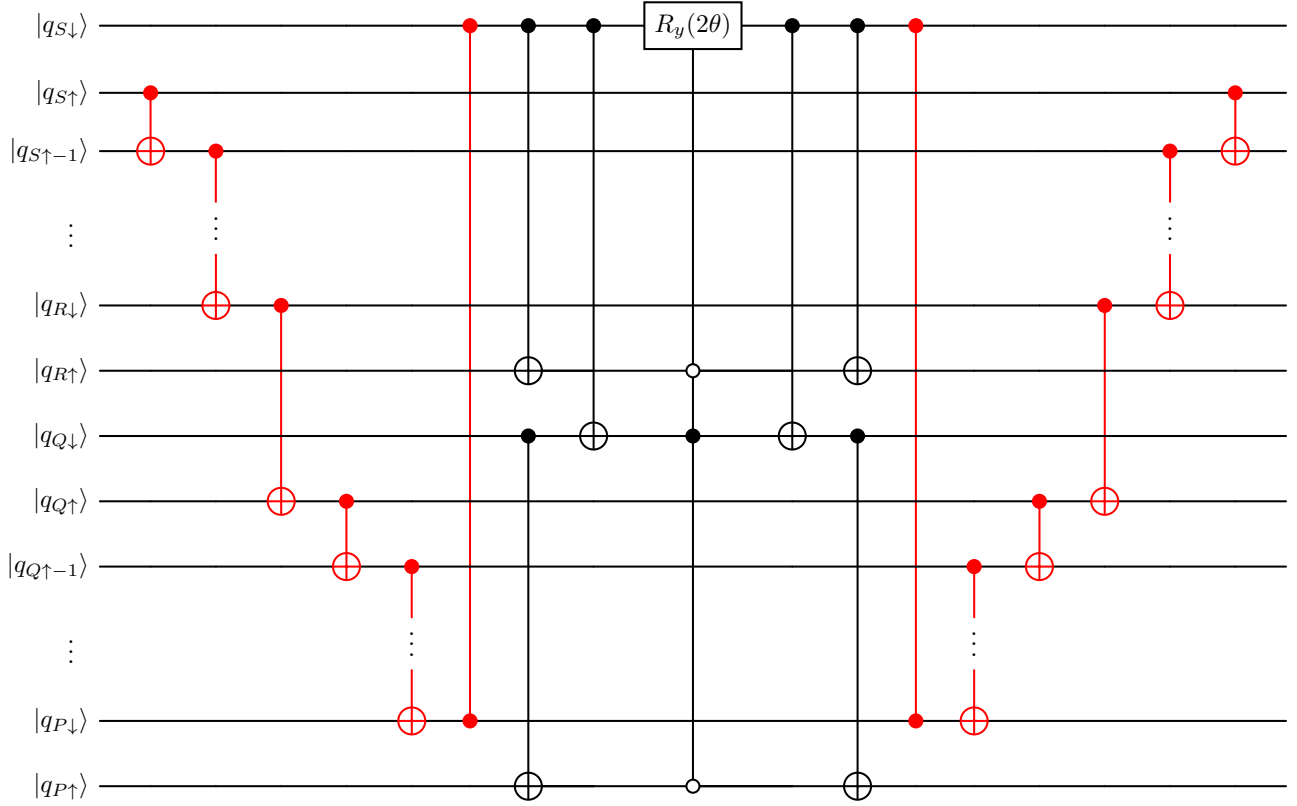 |q_{S↓}⟩
R_y(2θ)
|q_{S↑}⟩
|q_{S↑−1}⟩
⋮
⋮
⋮
|q_{R↓}⟩
|q_{R↑}⟩
|q_{Q↓}⟩
|q_{Q↑}⟩
|q_{Q↑−1}⟩
⋮
⋮
⋮
|q_{P↓}⟩
|q_{P↑}⟩